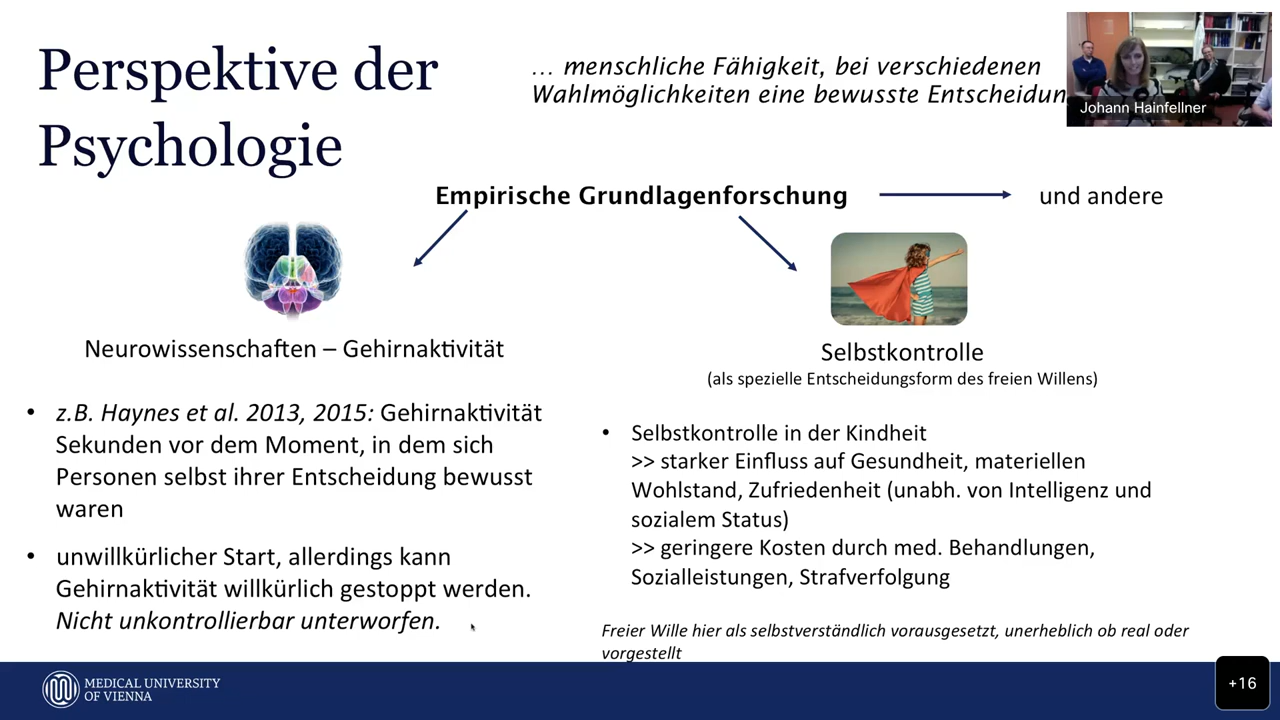 Perspektive der
Psychologie
... menschliche Fähigkeit, bei verschiedenen
Wahlmöglichkeiten eine bewusste Entscheidun
Johann Hainfellner
Empirische Grundlagenforschung
und andere
Neurowissenschaften – Gehirnaktivität
• z.B. Haynes et al. 2013, 2015: Gehirnaktivität
Sekunden vor dem Moment, in dem sich
Personen selbst ihrer Entscheidung bewusst
waren
• unwillkürlicher Start, allerdings kann
Gehirnaktivität willkürlich gestoppt werden.
Nicht unkontrollierbar unterworfen.
Selbstkontrolle
(als spezielle Entscheidungsform des freien Willens)
• Selbstkontrolle in der Kindheit
>> starker Einfluss auf Gesundheit, materiellen
Wohlstand, Zufriedenheit (unabh. von Intelligenz und
sozialem Status)
>> geringere Kosten durch med. Behandlungen,
Sozialleistungen, Strafverfolgung
Freier Wille hier als selbstverständlich vorausgesetzt, unerheblich ob real oder
vorgestellt
MEDICAL UNIVERSITY
OF VIENNA
+16